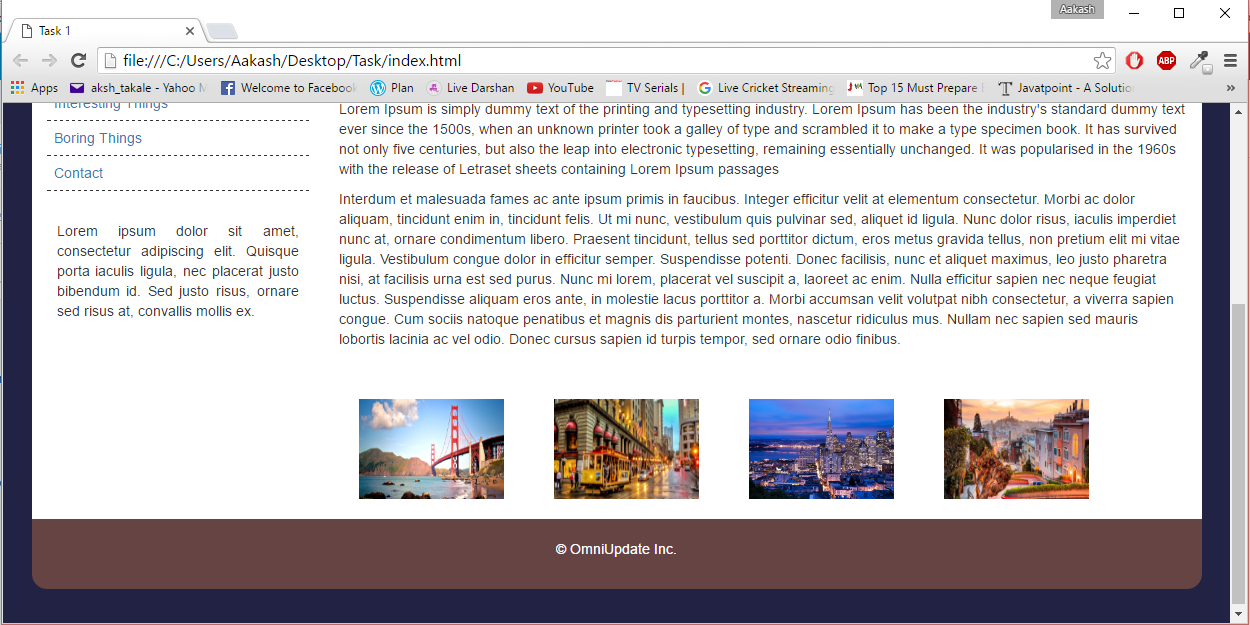 Aakash
Task 1
file:///C:/Users/Aakash/Desktop/Task/index.html
ABP
Apps
aksh_takale - Yahoo M
Welcome to Facebook
Plan
Live Darshan
YouTube
TV Serials |
Live Cricket Streaming
Top 15 Must Prepare
Javatpoint - A Solutio
»
Interesting Things
Boring Things
Contact
Lorem ipsum dolor sit amet,
consectetur adipiscing elit. Quisque
porta iaculis ligula, nec placerat justo
bibendum id. Sed justo risus, ornare
sed risus at, convallis mollis ex.
Lorem Ipsum is simply dummy text of the printing and typesetting industry. Lorem Ipsum has been the industry's standard dummy text
ever since the 1500s, when an unknown printer took a galley of type and scrambled it to make a type specimen book. It has survived
not only five centuries, but also the leap into electronic typesetting, remaining essentially unchanged. It was popularised in the 1960s
with the release of Letraset sheets containing Lorem Ipsum passages
Interdum et malesuada fames ac ante ipsum primis in faucibus. Integer efficitur velit at elementum consectetur. Morbi ac dolor
aliquam, tincidunt enim in, tincidunt felis. Ut mi nunc, vestibulum quis pulvinar sed, aliquet id ligula. Nunc dolor risus, iaculis imperdiet
nunc at, ornare condimentum libero. Praesent tincidunt, tellus sed porttitor dictum, eros metus gravida tellus, non pretium elit mi vitae
ligula. Vestibulum congue dolor in efficitur semper. Suspendisse potenti. Donec facilisis, nunc et aliquet maximus, leo justo pharetra
nisi, at facilisis urna est sed purus. Nunc mi lorem, placerat vel suscipit a, laoreet ac enim. Nulla efficitur sapien nec neque feugiat
luctus. Suspendisse aliquam eros ante, in molestie lacus porttitor a. Morbi accumsan velit volutpat nibh consectetur, a viverra sapien
congue. Cum sociis natoque penatibus et magnis dis parturient montes, nascetur ridiculus mus. Nullam nec sapien sed mauris
lobortis lacinia ac vel odio. Donec cursus sapien id turpis tempor, sed ornare odio finibus.
© OmniUpdate Inc.